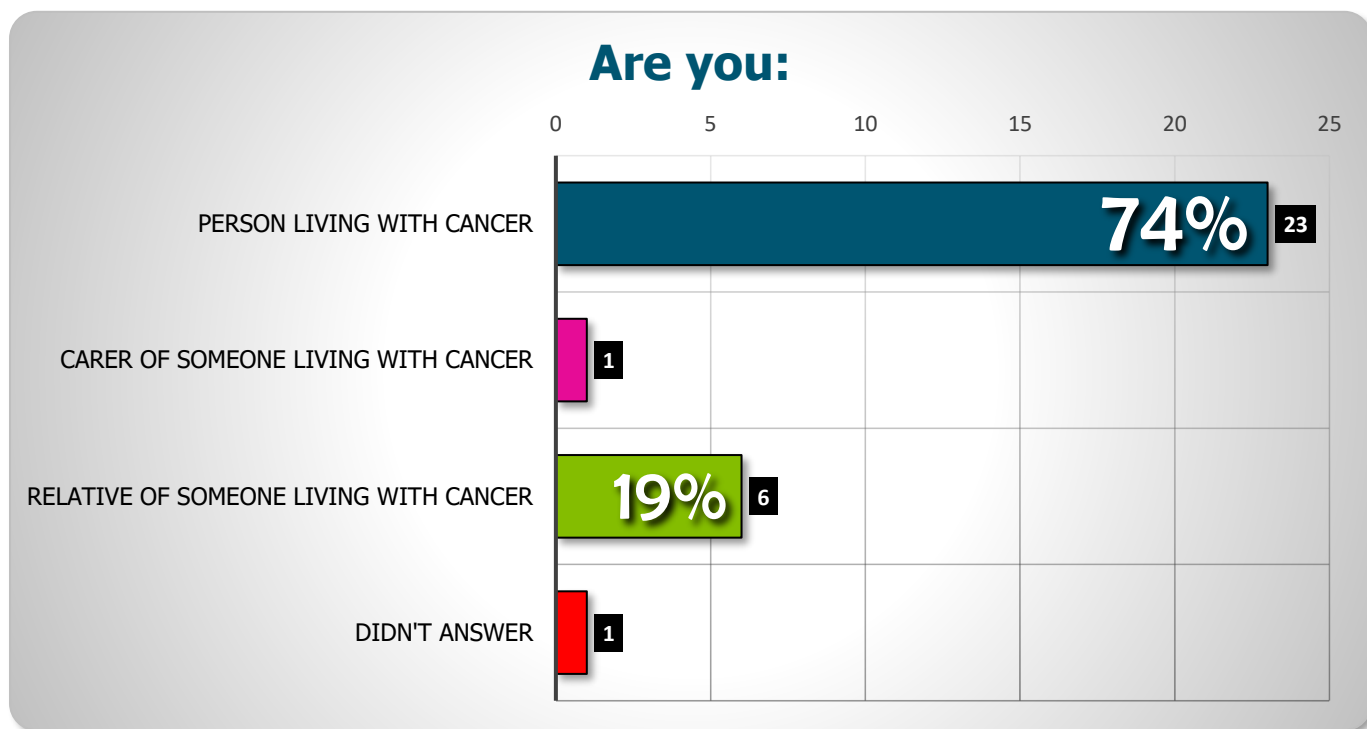 Are you:
0 5 10 15 20 25
PERSON LIVING WITH CANCER 74% 23
CARER OF SOMEONE LIVING WITH CANCER 1
RELATIVE OF SOMEONE LIVING WITH CANCER 19% 6
DIDN'T ANSWER 1